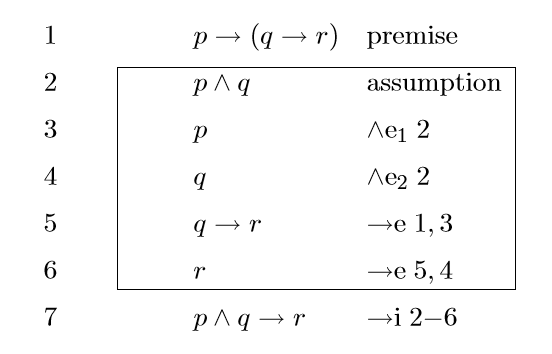 1 p → (q → r) premise
2 p ∧ q assumption
3 p ∧e₁ 2
4 q ∧e₂ 2
5 q → r →e 1, 3
6 r →e 5, 4
7 p ∧ q → r →i 2−6